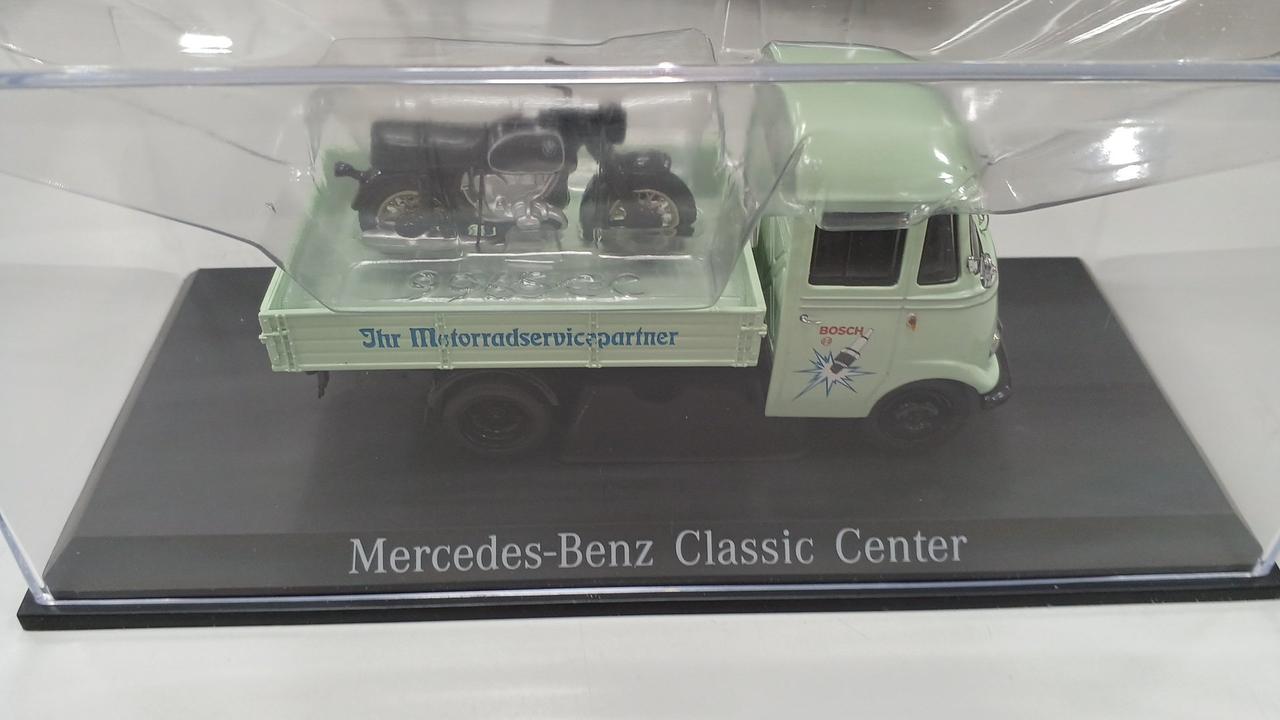 Ihr Motorradservicepartner
BOSCH
Mercedes-Benz Classic Center